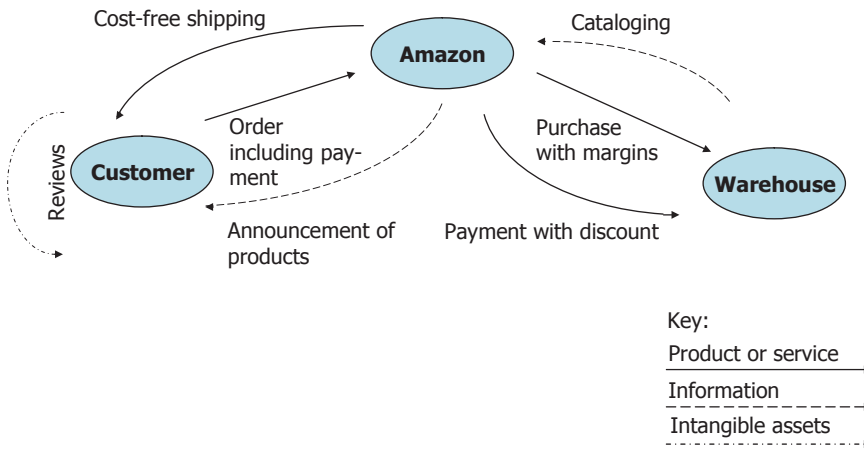 Cost-free shipping
Amazon
Cataloging
Order
including pay-
ment
Purchase
with margins
Reviews
Customer
Warehouse
Announcement of
products
Payment with discount
Key:
Product or service
Information
Intangible assets